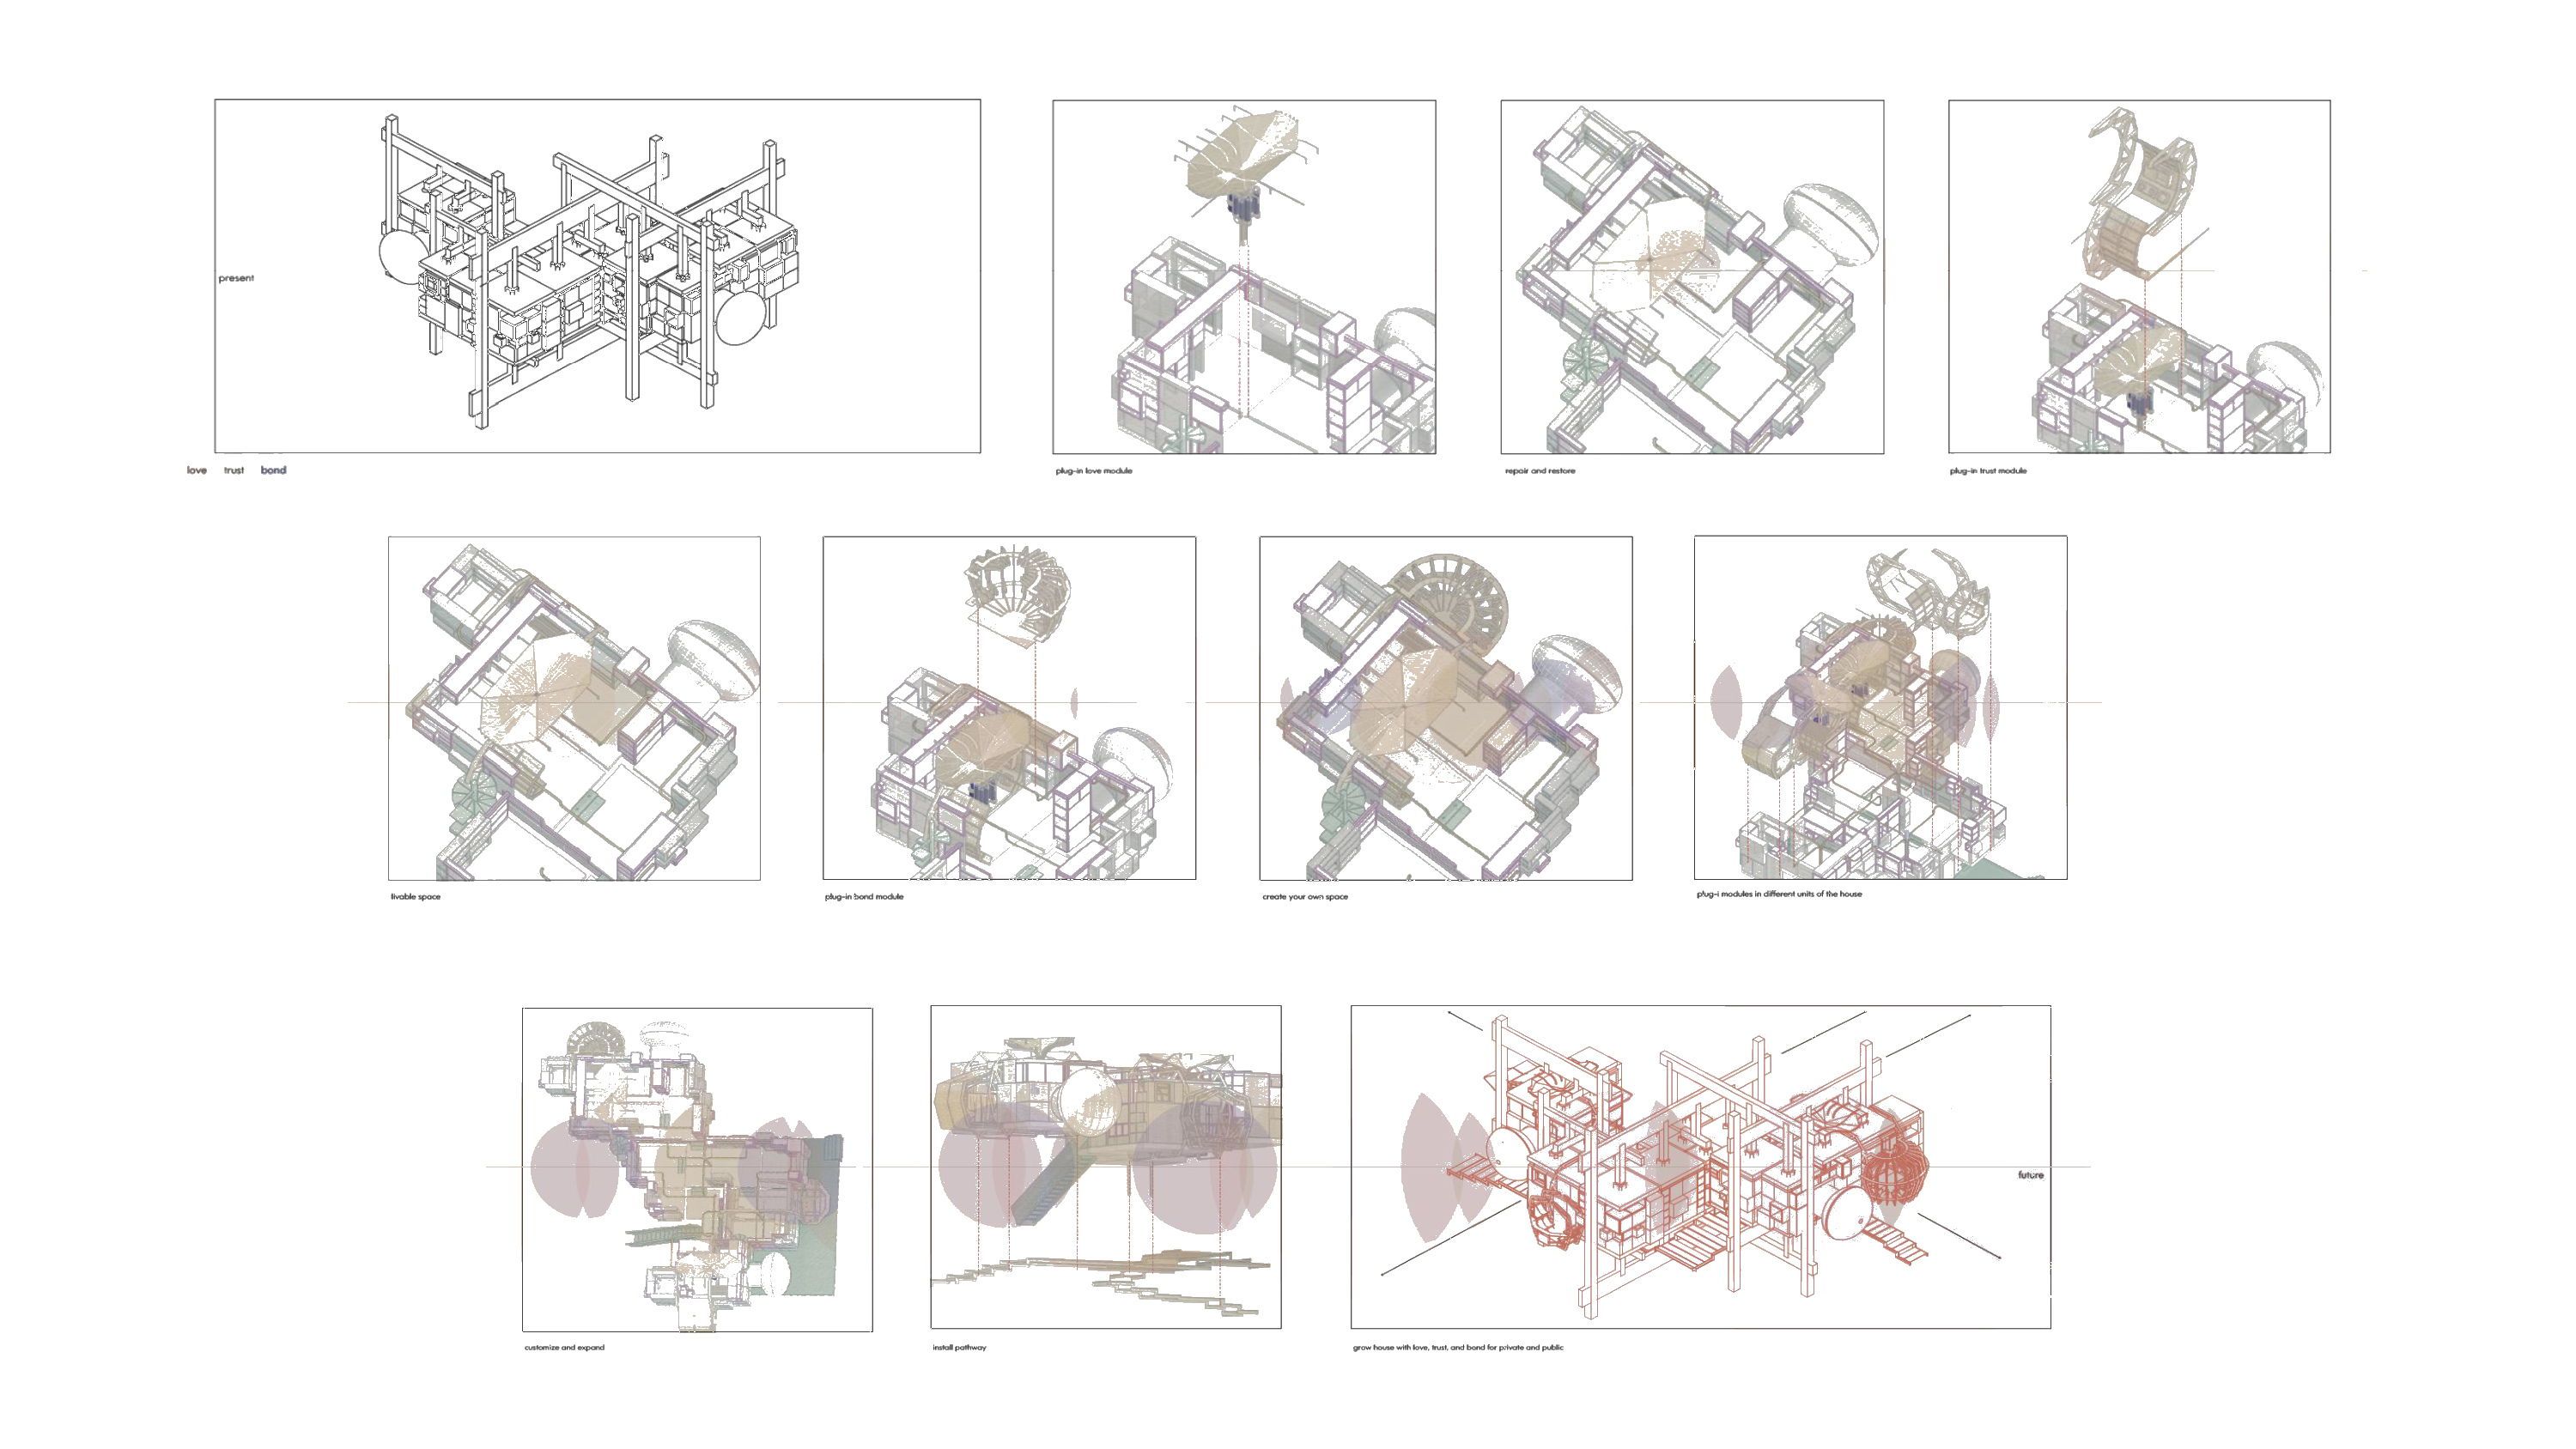 present
love trust bond
plug-in love module
repair and restore
plug-in trust module
livable space
plug-in bond module
create your own space
plug-i modules in different units of the house
customize and expand
install pathway
future
grow house with love, trust, and bond for private and public